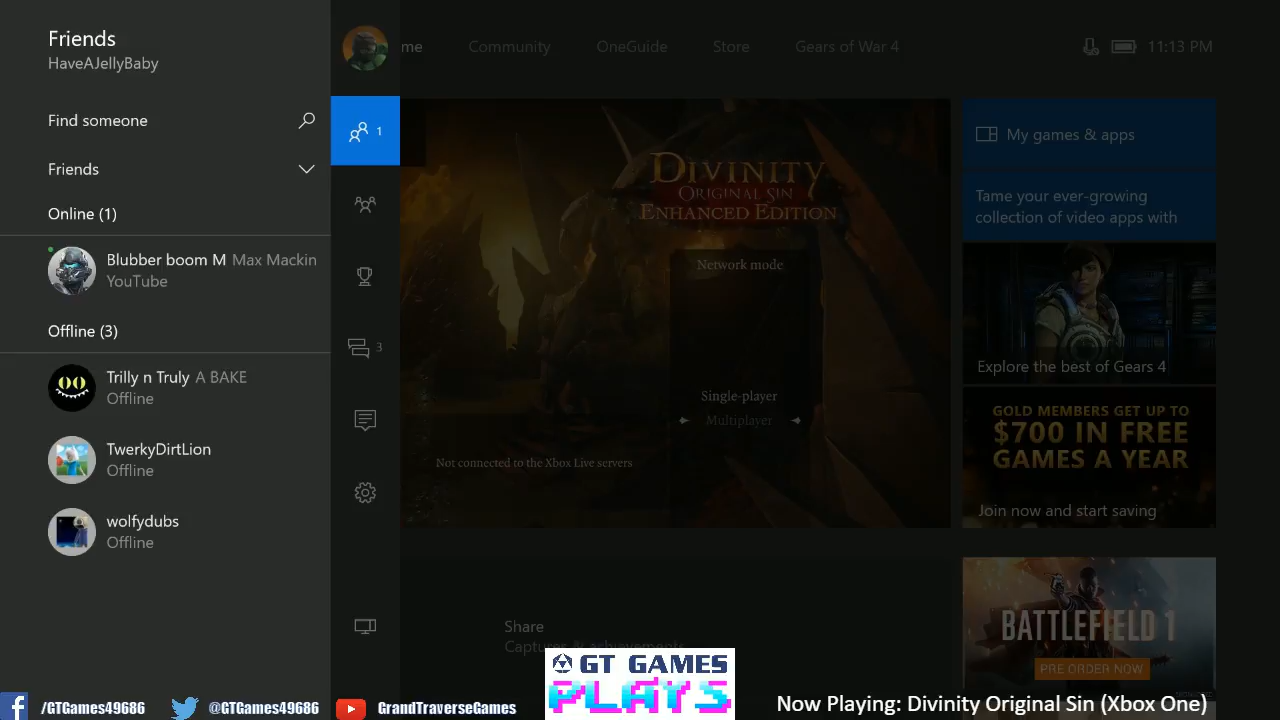 Friends
HaveAJellyBaby
Find someone
Friends
Online (1)
Blubber boom M Max Mackin
YouTube
Offline (3)
Trilly n Truly A BAKE
Offline
TwerkyDirtLion
Offline
wolfydubs
Offline
1
3
me Community OneGuide Store Gears of War 4
11:13 PM
DIVINITY
ORIGINAL SIN
ENHANCED EDITION
Network mode
Single-player
Multiplayer
Not connected to the Xbox Live servers
My games & apps
Tame your ever-growing
collection of video apps with
Explore the best of Gears 4
GOLD MEMBERS GET UP TO
$700 IN FREE
GAMES A YEAR
Join now and start saving
Share
Captures & achievements
BATTLEFIELD 1
PRE ORDER NOW
GT GAMES
PLAYS
/GTGames49686
@GTGames49686
GrandTraverseGames
Now Playing: Divinity Original Sin (Xbox One)